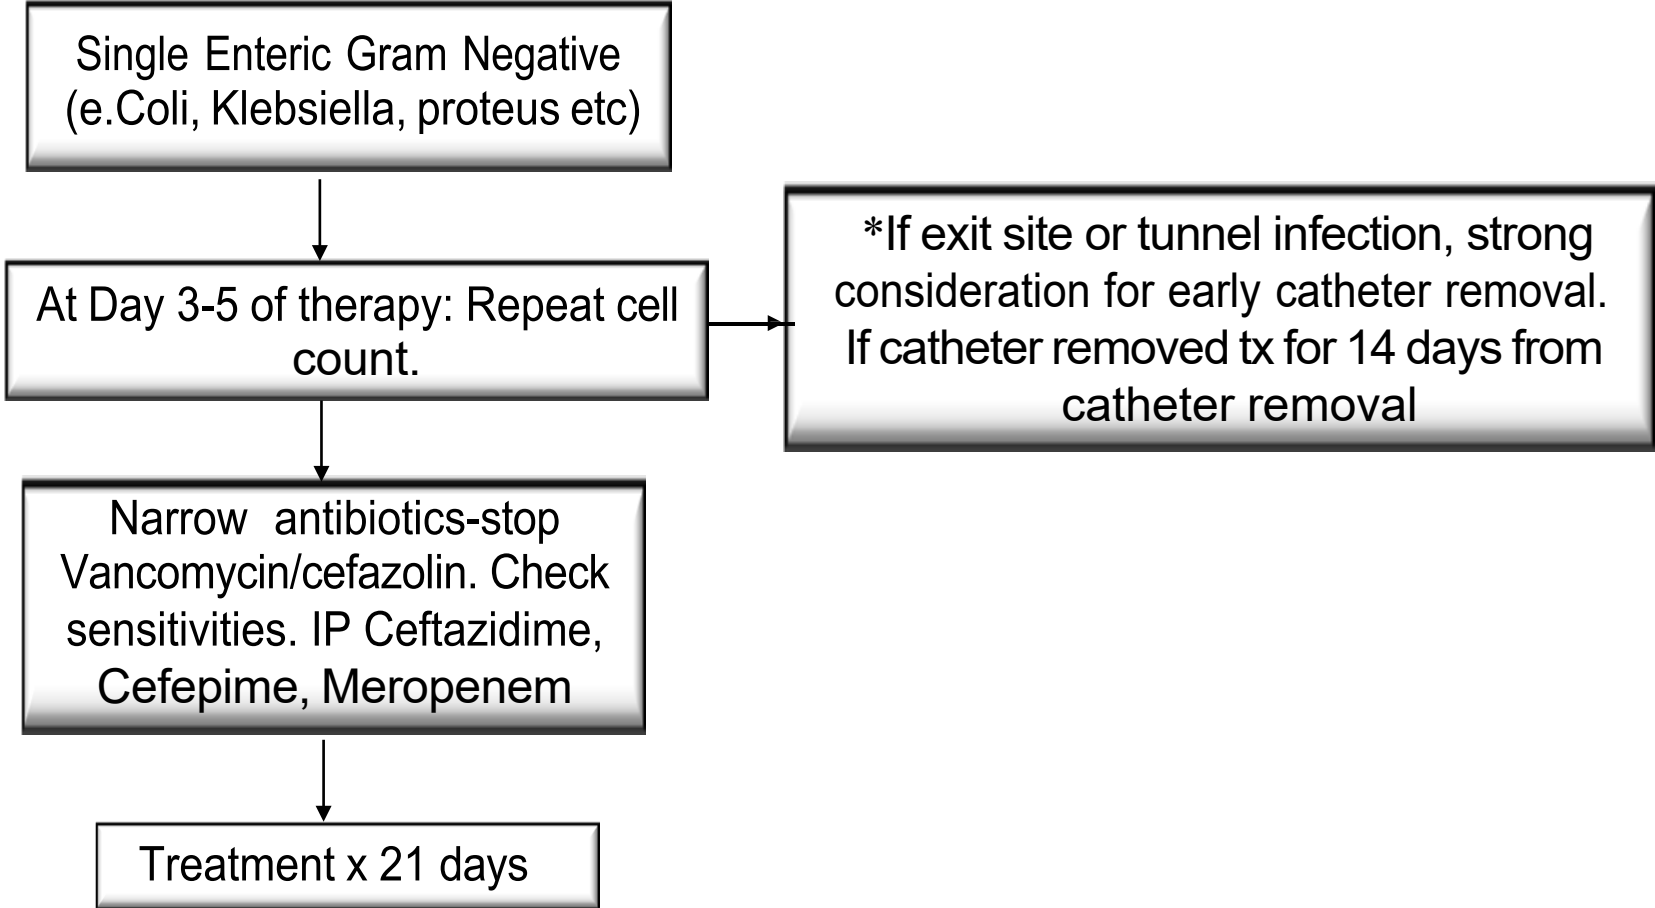 Single Enteric Gram Negative
(e.Coli, Klebsiella, proteus etc)
At Day 3-5 of therapy: Repeat cell
count.
*If exit site or tunnel infection, strong
consideration for early catheter removal.
If catheter removed tx for 14 days from
catheter removal
Narrow antibiotics-stop
Vancomycin/cefazolin. Check
sensitivities. IP Ceftazidime,
Cefepime, Meropenem
Treatment x 21 days